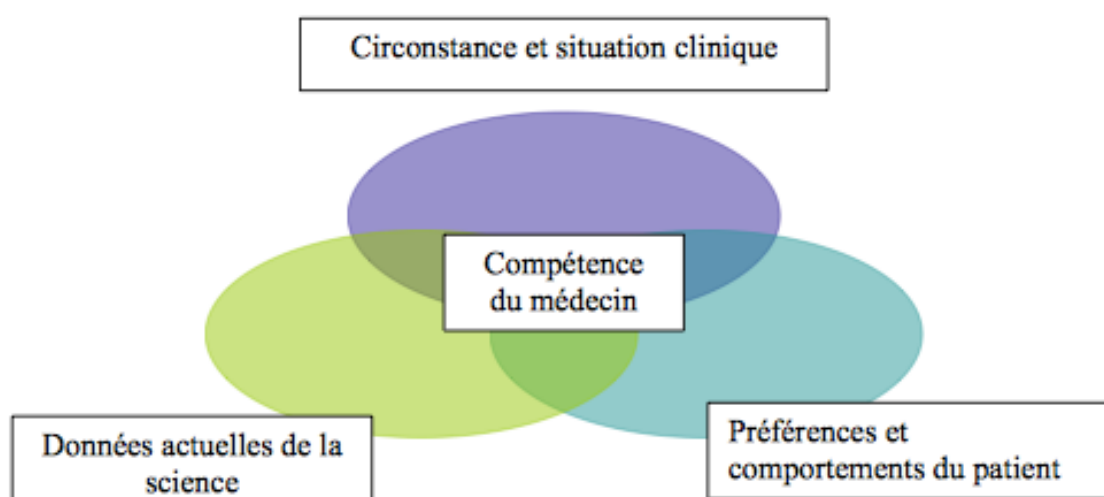 Circonstance et situation clinique
Compétence
du médecin
Données actuelles de la
science
Préférences et
comportements du patient